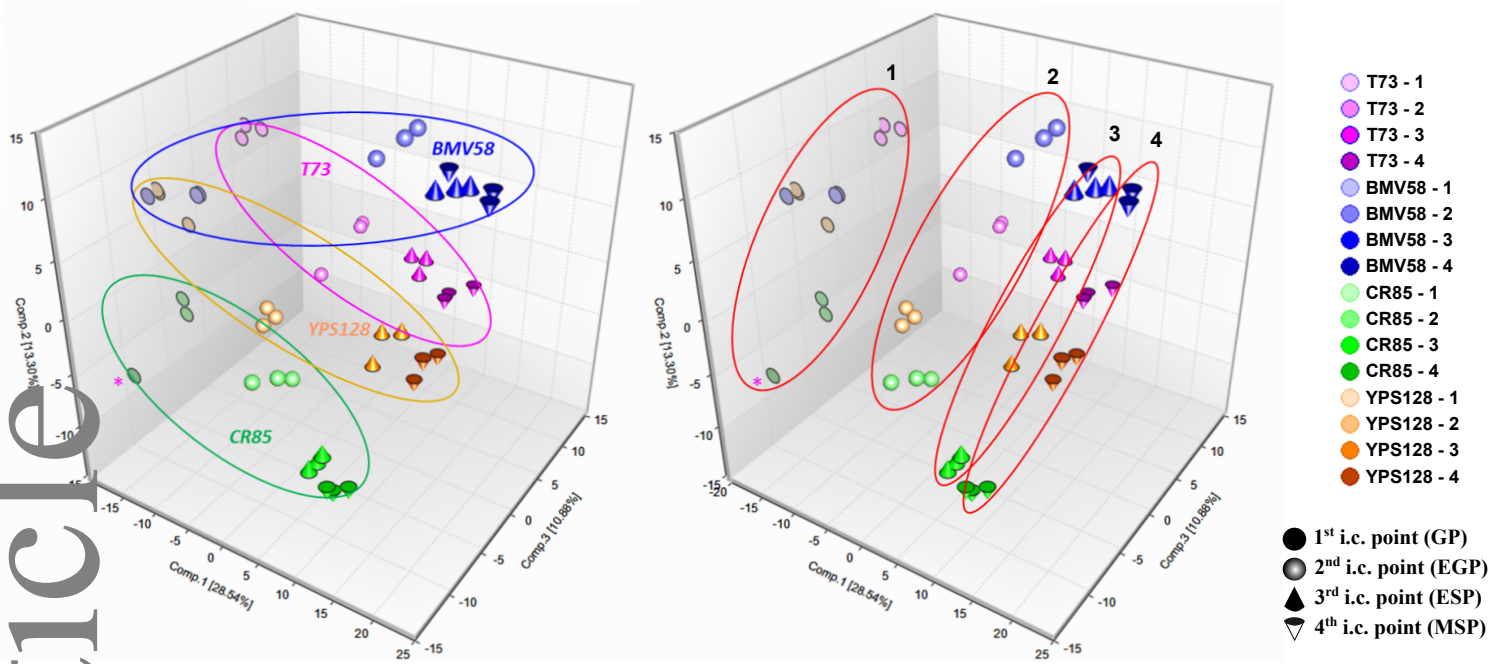 15
10
5
0
-5
-10
-15
Comp.2 [13.30%]
-15
-10
-5
0
5
10
15
20
25
Comp.1 [28.54%]
-15
-10
-5
0
5
10
15
Comp.3 [10.88%]
BMV58
T73
YPS128
CR85
*
1
2
3
4
15
10
5
0
-5
-10
-15
Comp.2 [13.30%]
-20
-15
-10
-5
0
5
10
15
20
25
Comp.1 [28.54%]
-15
-10
-5
0
5
10
15
Comp.3 [10.88%]
*
T73 - 1
T73 - 2
T73 - 3
T73 - 4
BMV58 - 1
BMV58 - 2
BMV58 - 3
BMV58 - 4
CR85 - 1
CR85 - 2
CR85 - 3
CR85 - 4
YPS128 - 1
YPS128 - 2
YPS128 - 3
YPS128 - 4
1st i.c. point (GP)
2nd i.c. point (EGP)
3rd i.c. point (ESP)
4th i.c. point (MSP)
icle